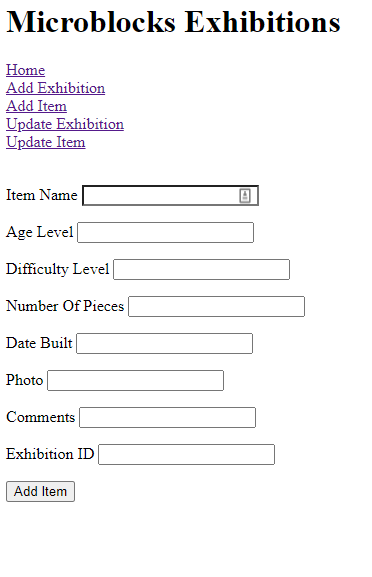 Microblocks Exhibitions
Home
Add Exhibition
Add Item
Update Exhibition
Update Item
Item Name
Age Level
Difficulty Level
Number Of Pieces
Date Built
Photo
Comments
Exhibition ID
Add Item